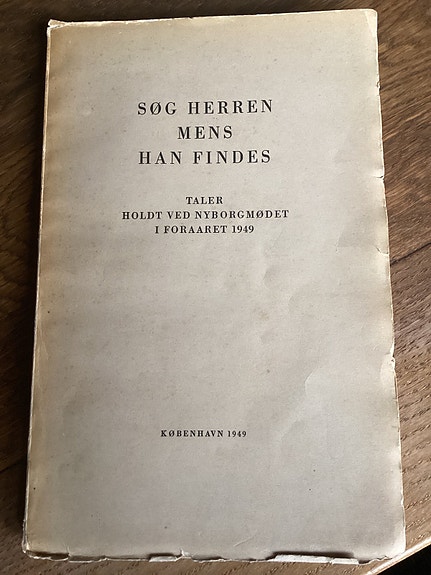 SØG HERREN
MENS
HAN FINDES
TALER
HOLDT VED NYBORGMØDET
I FORAARET 1949
KØBENHAVN 1949